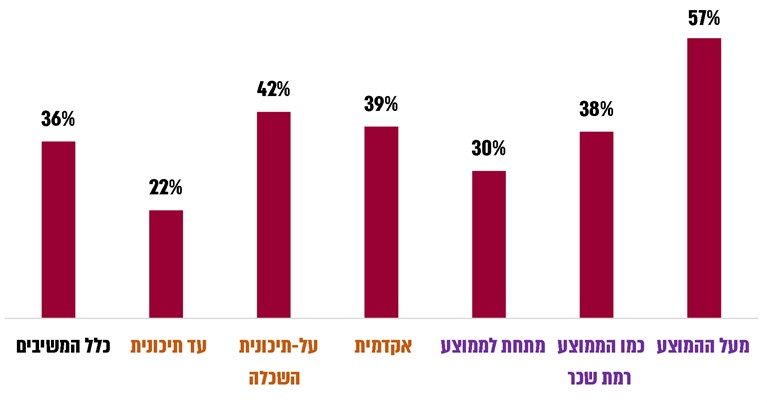 57%
42%
39%
38%
36%
30%
22%
כלל המשיבים
עד תיכונית
על-תיכונית
אקדמית
מתחת לממוצע
כמו הממוצע
מעל ההמוצע
השכלה
רמת שכר